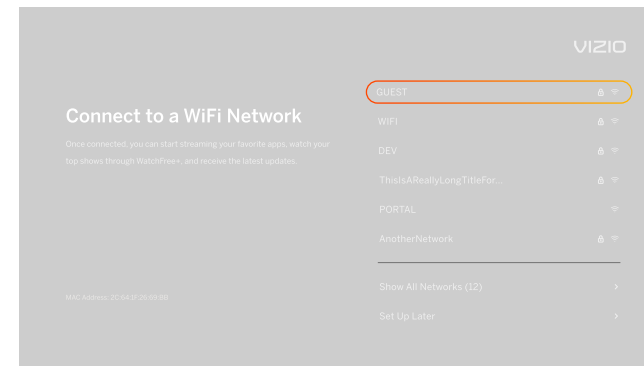 VIZIO
Connect to a WiFi Network
Once connected, you can start streaming your favorite apps, watch your
top shows through WatchFree+, and receive the latest updates.
MAC Address:
GUEST
WIFI
DEV
ThisIsAReallyLongTitleFor...
PORTAL
AnotherNetwork
Show All Networks (12)
Set Up Later